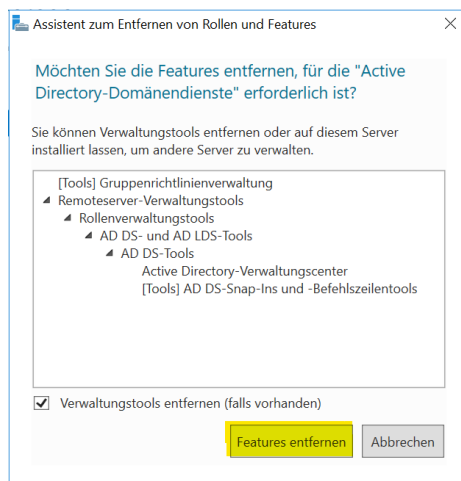 Assistent zum Entfernen von Rollen und Features
Möchten Sie die Features entfernen, für die "Active
Directory-Domänendienste" erforderlich ist?
Sie können Verwaltungstools entfernen oder auf diesem Server
installiert lassen, um andere Server zu verwalten.
[Tools] Gruppenrichtlinienverwaltung
Remoteserver-Verwaltungstools
Rollenverwaltungstools
AD DS- und AD LDS-Tools
AD DS-Tools
Active Directory-Verwaltungscenter
[Tools] AD DS-Snap-Ins und -Befehlszeilentools
Verwaltungstools entfernen (falls vorhanden)
Features entfernen Abbrechen